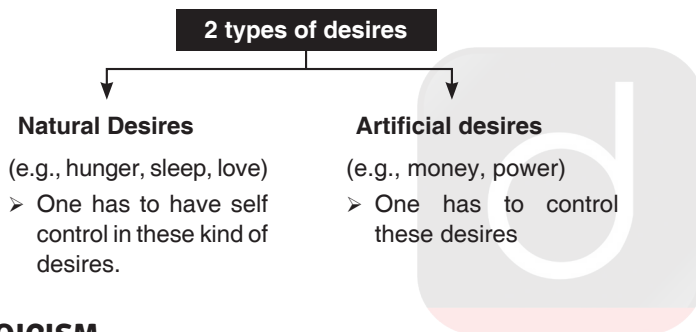 2 types of desires
Natural Desires
(e.g., hunger, sleep, love)
➢ One has to have self
control in these kind of
desires.
Artificial desires
(e.g., money, power)
➢ One has to control
these desires